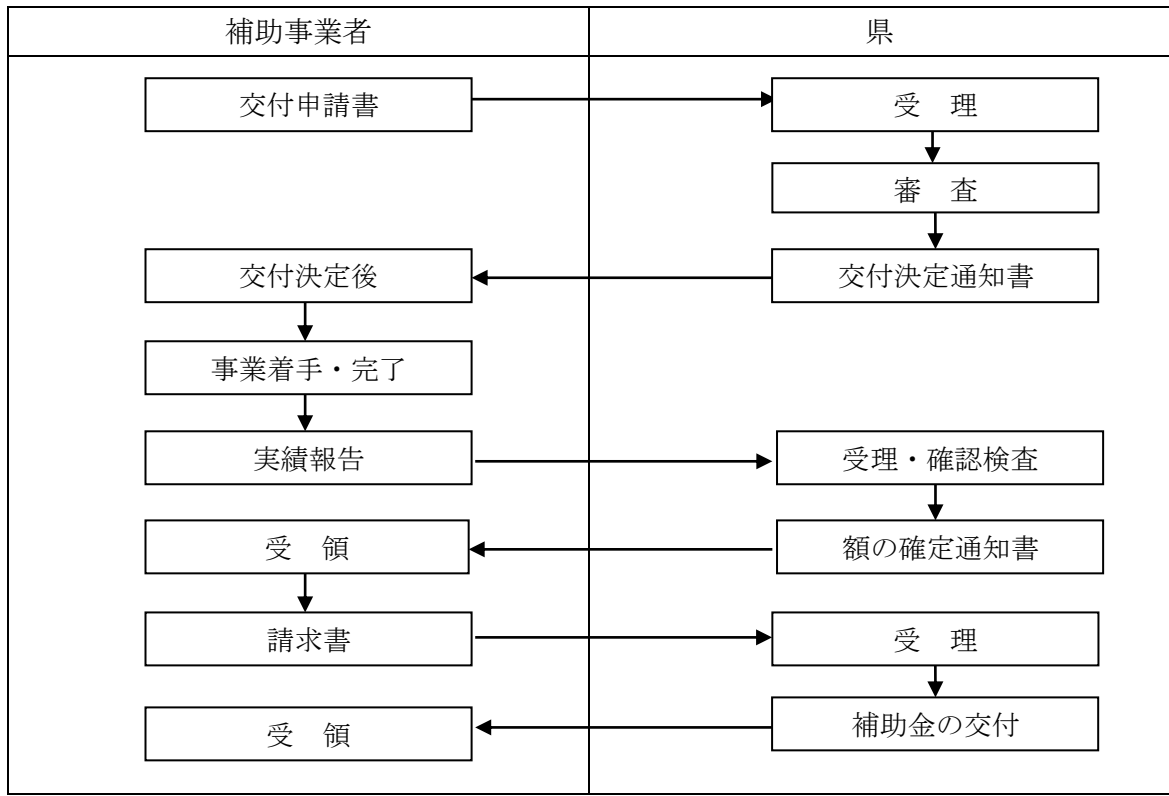 補助事業者
県
交付申請書
受　理
審　査
交付決定後
交付決定通知書
事業着手・完了
実績報告
受理・確認検査
受　領
額の確定通知書
請求書
受　理
受　領
補助金の交付